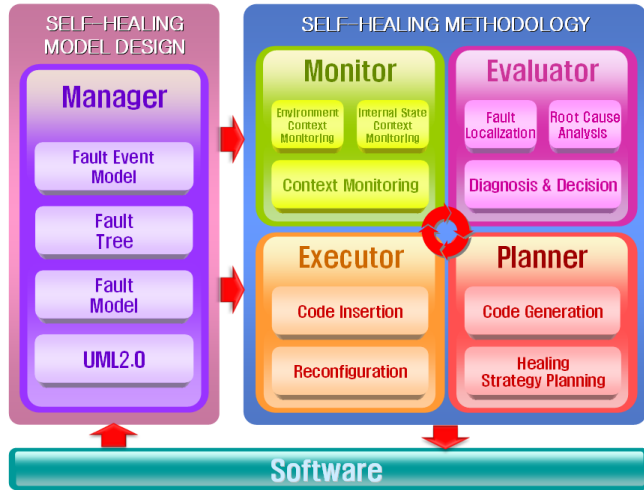 SELF-HEALING
MODEL DESIGN
Manager
Fault Event
Model
Fault
Tree
Fault
Model
UML2.0
SELF-HEALING METHODOLOGY
Monitor
Environment
Context
Monitoring
Internal State
Context
Monitoring
Context Monitoring
Evaluator
Fault
Localization
Root Cause
Analysis
Diagnosis & Decision
Executor
Code Insertion
Reconfiguration
Planner
Code Generation
Healing
Strategy Planning
Software